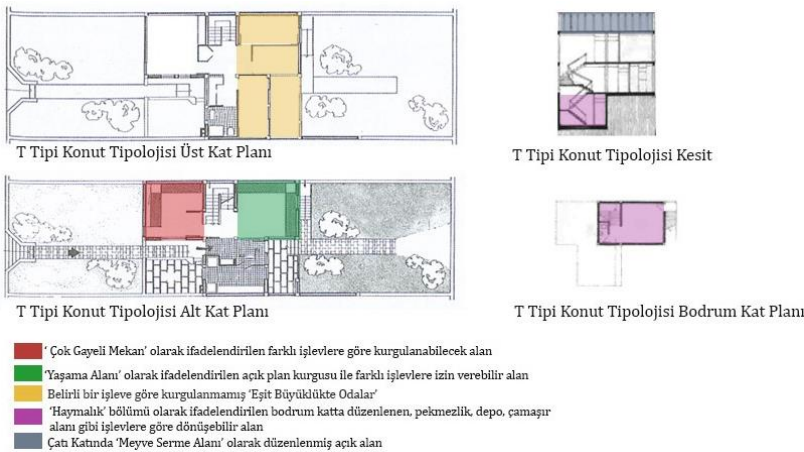 T Tipi Konut Tipolojisi Üst Kat Planı
T Tipi Konut Tipolojisi Kesit
T Tipi Konut Tipolojisi Alt Kat Planı
T Tipi Konut Tipolojisi Bodrum Kat Planı
‘ Çok Gayeli Mekan’ olarak ifadelendirilen farklı işlevlere göre kurgulanabilecek alan
‘Yaşama Alanı’ olarak ifadelendirilen açık plan kurgusu ile farklı işlevlere izin verebilir alan
Belirli bir işleve göre kurgulanmamış ‘Eşit Büyüklükte Odalar’
‘Haymalık’ bölümü olarak ifadelendirilen bodrum katta düzenlenen, pekmezlik, depo, çamaşır
alanı gibi işlevlere göre dönüşebilir alan
Çatı Katında ‘Meyve Serme Alanı’ olarak düzenlenmiş açık alan